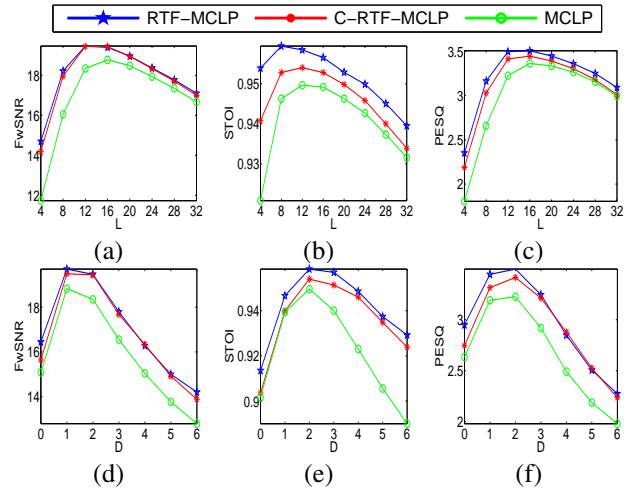 RTF-MCLP C-RTF-MCLP MCLP
FwSNR
18
16
14
12
4 8 12 16 20 24 28 32
L
(a)
STOI
0.95
0.93
4 8 12 16 20 24 28 32
L
(b)
PESQ
3.5
3
2.5
2
4 8 12 16 20 24 28 32
L
(c)
FwSNR
18
16
14
0 1 2 3 4 5 6
D
(d)
STOI
0.94
0.92
0.9
0 1 2 3 4 5 6
D
(e)
PESQ
3
2.5
2
0 1 2 3 4 5 6
D
(f)